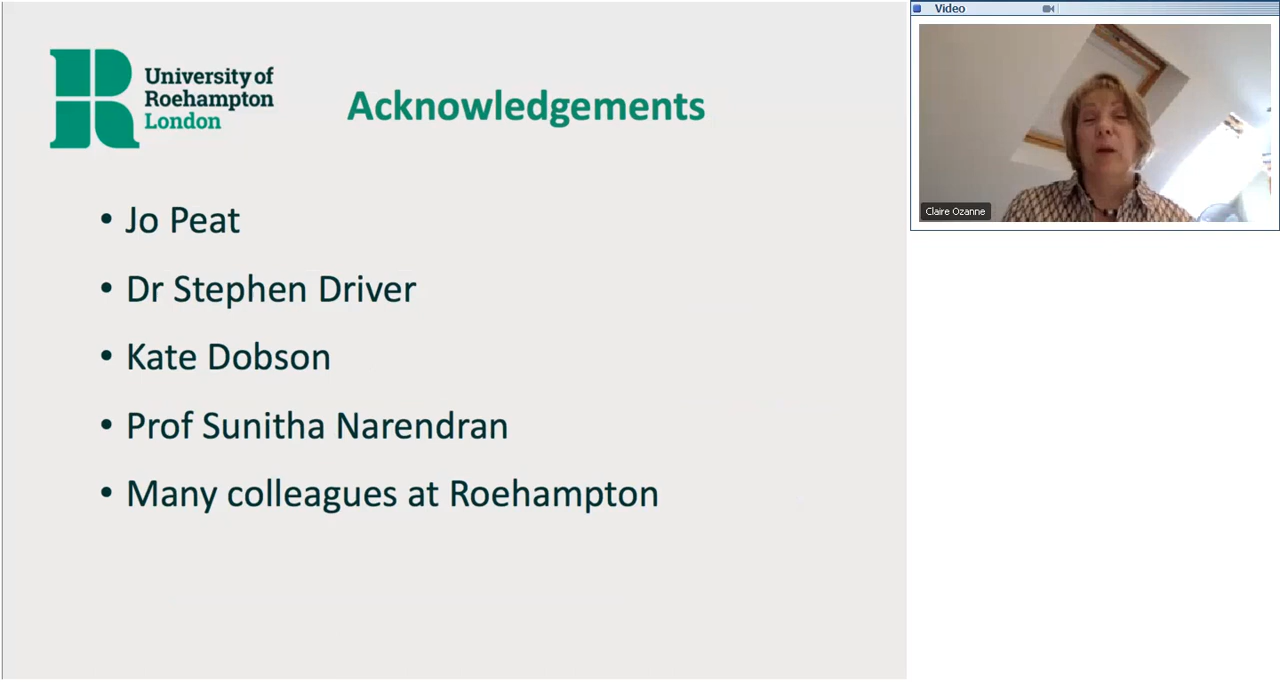 University of
Roehampton
London
Acknowledgements
• Jo Peat
• Dr Stephen Driver
• Kate Dobson
• Prof Sunitha Narendran
• Many colleagues at Roehampton
Video
Claire Ozanne